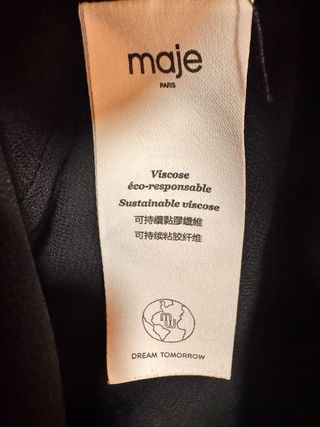 maje
PARIS
Viscose
éco-responsable
Sustainable viscose
可持續黏膠纖維
可持续粘胶纤维
DREAM TOMORROW